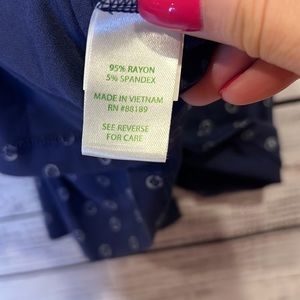 95% RAYON
5% SPANDEX
MADE IN VIETNAM
RN #88189
SEE REVERSE
FOR CARE